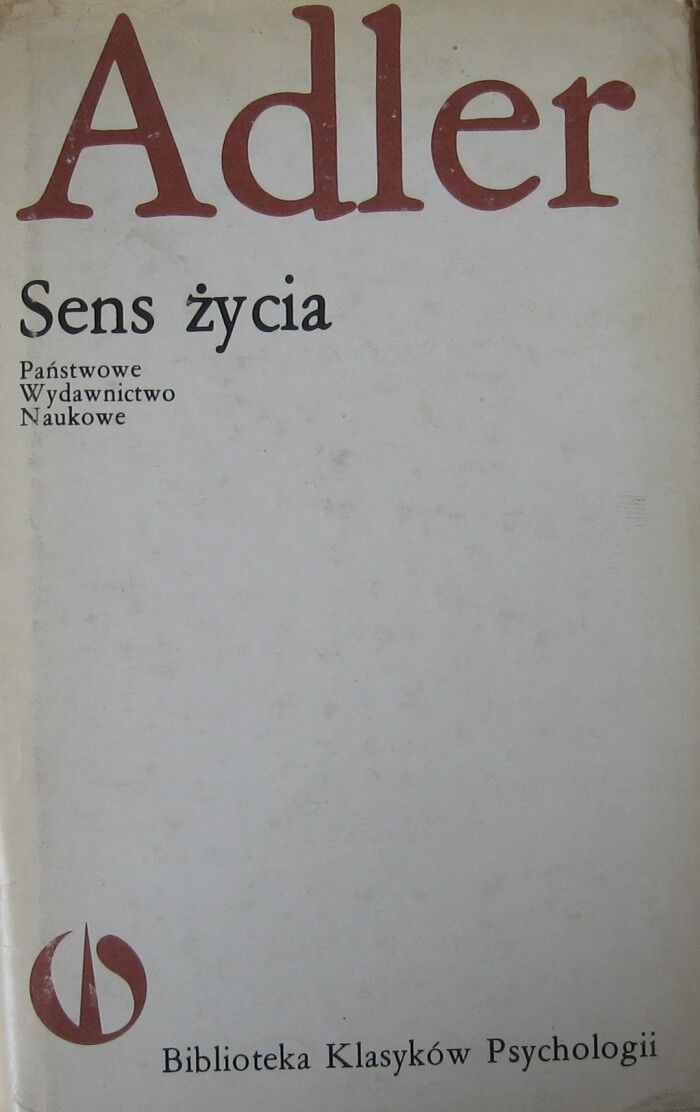 Adler
Sens życia
Państwowe
Wydawnictwo
Naukowe
Biblioteka Klasyków Psychologii